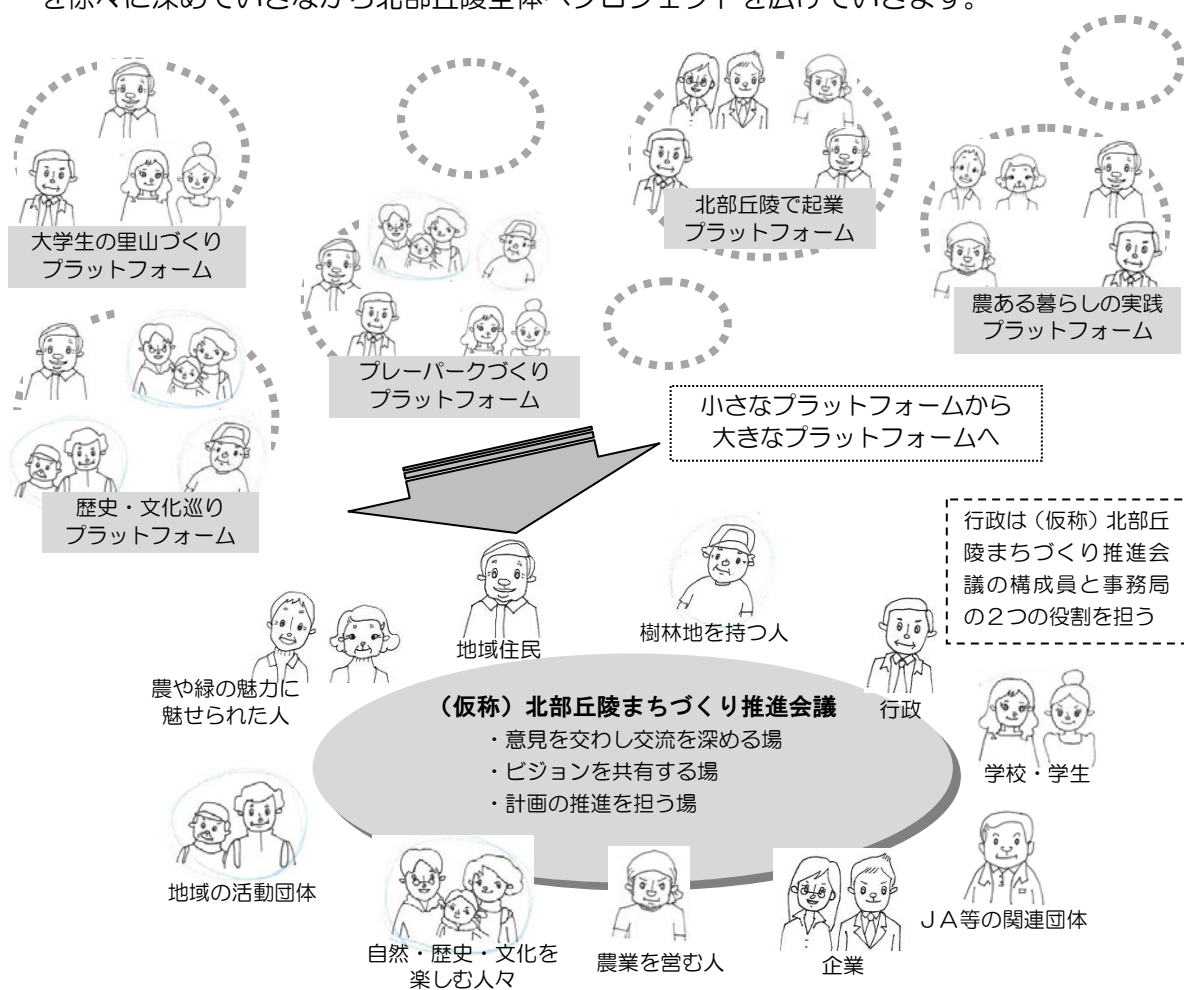 を徐々に深めていきながら北部丘陵全体へプロジェクトを広げていきます。
大学生の里山づくり
プラットフォーム
北部丘陵で起業
プラットフォーム
農ある暮らしの実践
プラットフォーム
プレーパークづくり
プラットフォーム
歴史・文化巡り
プラットフォーム
小さなプラットフォームから
大きなプラットフォームへ
行政は（仮称）北部丘
陵まちづくり推進会
議の構成員と事務局
の２つの役割を担う
地域住民
樹林地を持つ人
行政
農や緑の魅力に
魅せられた人
（仮称）北部丘陵まちづくり推進会議
・意見を交わし交流を深める場
・ビジョンを共有する場
・計画の推進を担う場
学校・学生
地域の活動団体
ＪＡ等の関連団体
自然・歴史・文化を
楽しむ人々
農業を営む人
企業